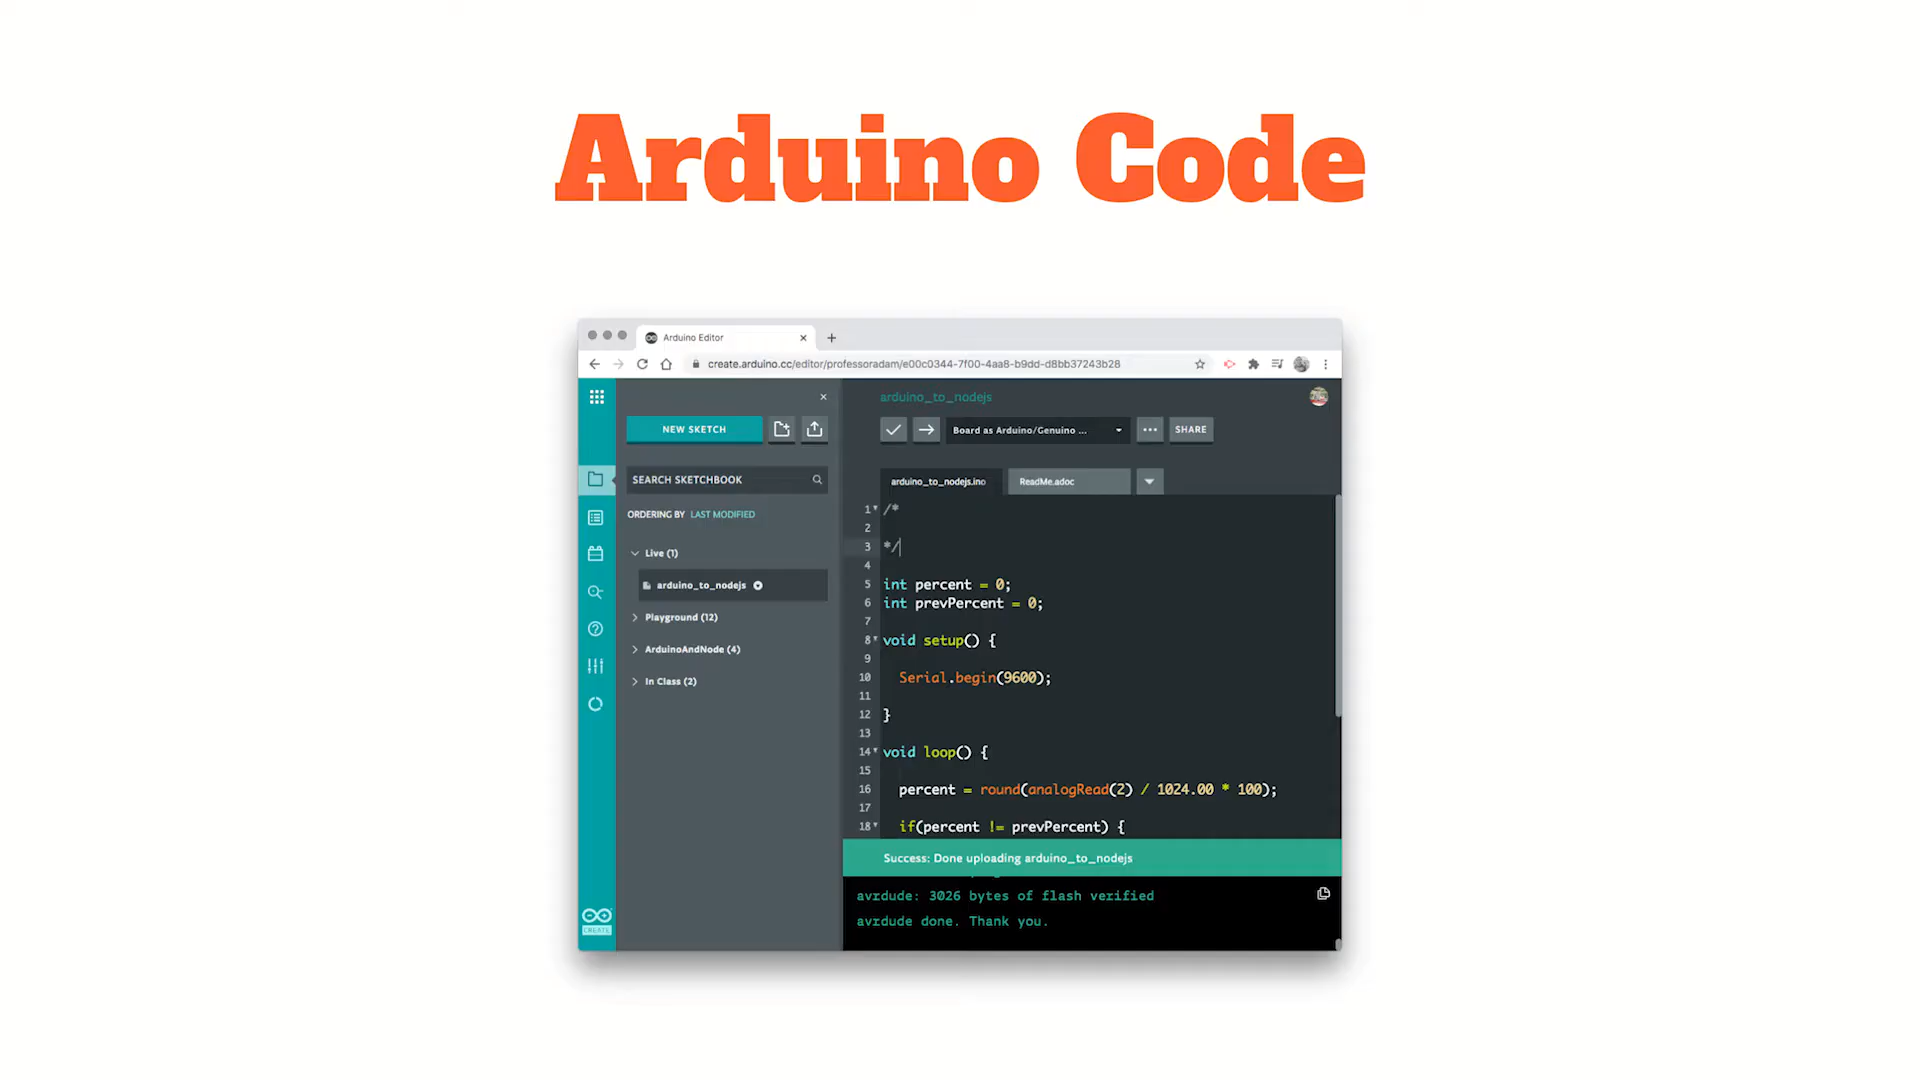 Arduino Code
Arduino Editor
create.arduino.cc/editor/professoradam/e00c0344-7f00-4aa8-b9dd-d8bb37243b28
NEW SKETCH
SEARCH SKETCHBOOK
ORDERING BY LAST MODIFIED
Live (1)
arduino_to_nodejs
Playground (12)
ArduinoAndNode (4)
In Class (2)
CREATE
arduino_to_nodejs
Board as Arduino/Genuino ...
SHARE
arduino_to_nodejs.ino
ReadMe.adoc
1 /*
2
3 */
4
5 int percent = 0;
6 int prevPercent = 0;
7
8 void setup() {
9
10 Serial.begin(9600);
11
12 }
13
14 void loop() {
15
16 percent = round(analogRead(2) / 1024.00 * 100);
17
18 if(percent != prevPercent) {
Success: Done uploading arduino_to_nodejs
avrdude: 3026 bytes of flash verified
avrdude done. Thank you.